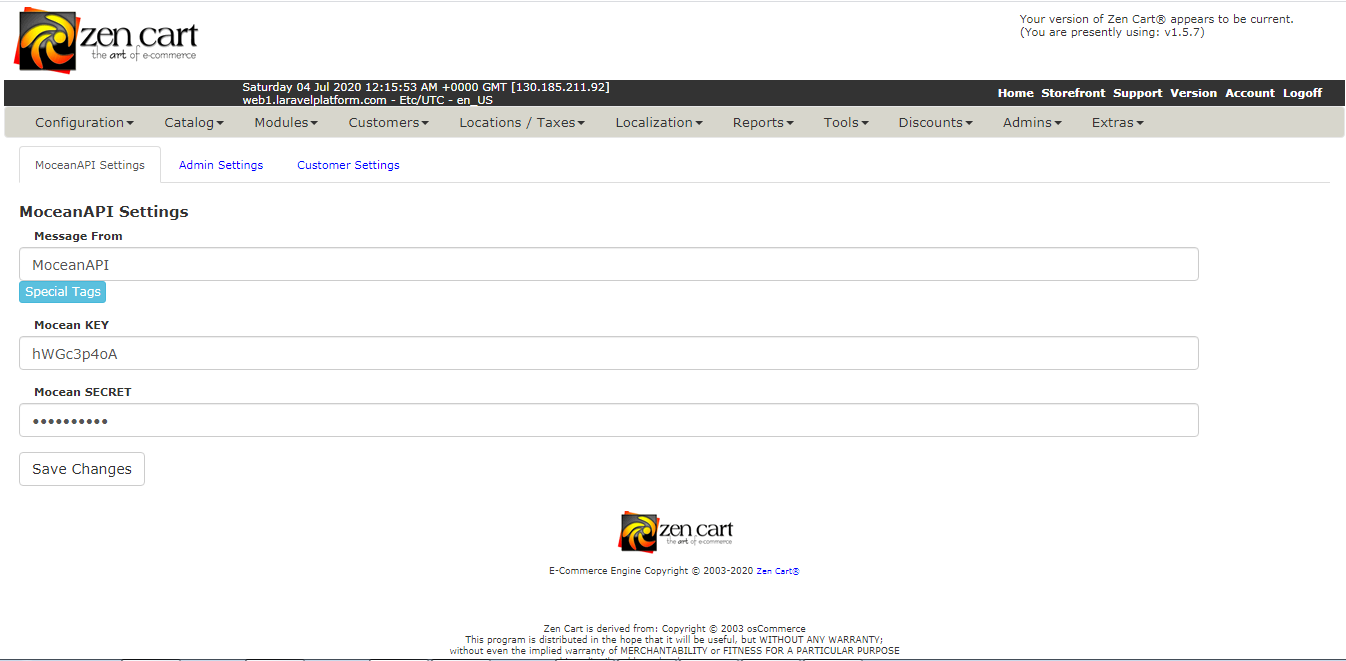 zen cart
the art of e-commerce
Your version of Zen Cart® appears to be current.
(You are presently using: v1.5.7)
Saturday 04 Jul 2020 12:15:53 AM +0000 GMT [130.185.211.92]
web1.laravelplatform.com - Etc/UTC - en_US
Home Storefront Support Version Account Logoff
Configuration Catalog Modules Customers Locations / Taxes Localization Reports Tools Discounts Admins Extras
MoceanAPI Settings Admin Settings Customer Settings
MoceanAPI Settings
Message From
MoceanAPI
Special Tags
Mocean KEY
hWGc3p4oA
Mocean SECRET
••••••••••
Save Changes
zen cart
the art of e-commerce
E-Commerce Engine Copyright © 2003-2020 Zen Cart®
Zen Cart is derived from: Copyright © 2003 osCommerce
This program is distributed in the hope that it will be useful, but WITHOUT ANY WARRANTY;
without even the implied warranty of MERCHANTABILITY or FITNESS FOR A PARTICULAR PURPOSE